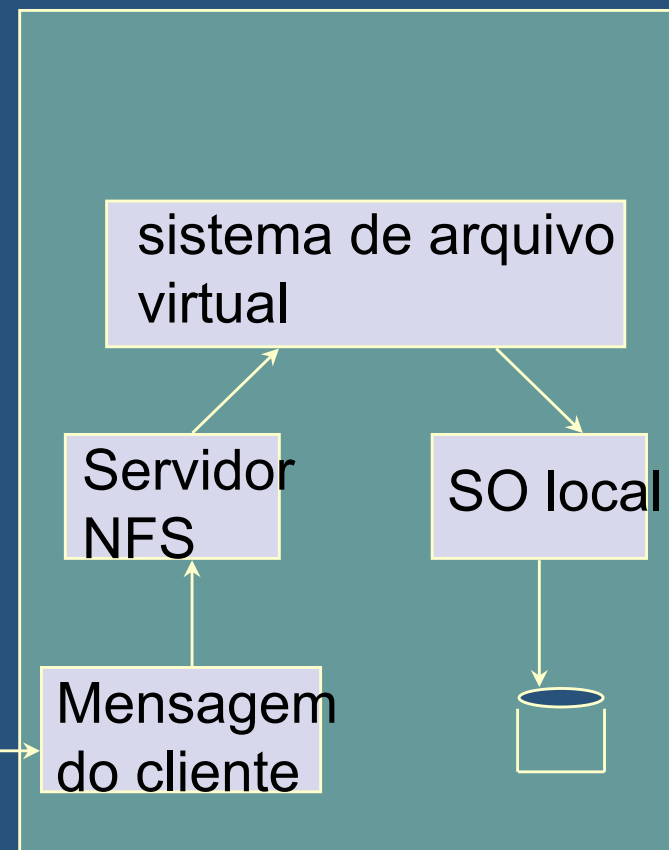 sistema de arquivo
virtual
Servidor
NFS
SO local
Mensagem
do cliente